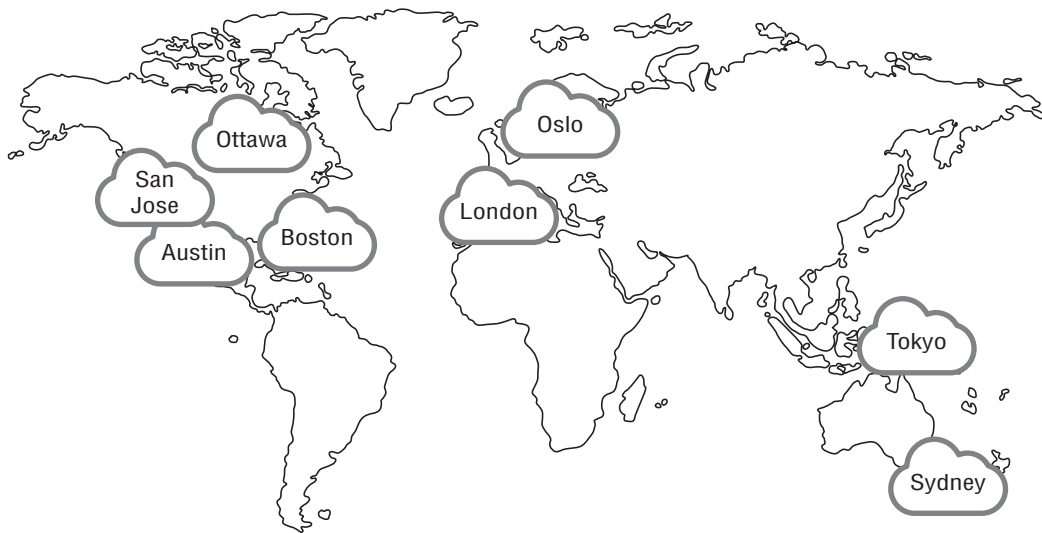 Oslo
Ottawa
San
Jose
London
Boston
Austin
Tokyo
Sydney